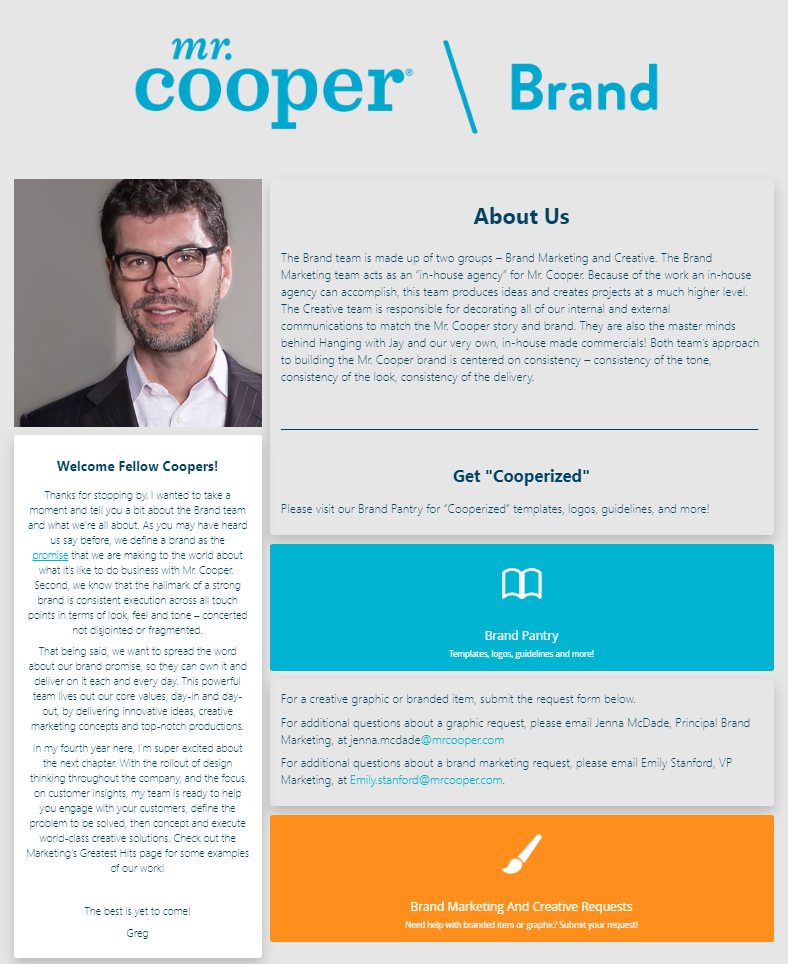 mr.
cooper®
Brand
Welcome Fellow Coopers!
Thanks for stopping by. I wanted to take a
moment and tell you a bit about the Brand team
and what we're all about. As you may have heard
us say before, we define a brand as the
promise that we are making to the world about
what it's like to do business with Mr. Cooper.
Second, we know that the hallmark of a strong
brand is consistent execution across all touch
points in terms of look, feel and tone – concerted
not disjointed or fragmented.
That being said, we want to spread the word
about our brand promise, so they can own it and
deliver on it each and every day. This powerful
team lives out our core values, day-in and day-
out, by delivering innovative ideas, creative
marketing concepts and top-notch productions.
In my fourth year here, I'm super excited about
the next chapter. With the rollout of design
thinking throughout the company, and the focus
on customer insights, my team is ready to help
you engage with your customers, define the
problem to be solved, then concept and execute
world-class creative solutions. Check out the
Marketing's Greatest Hits page for some examples
of our work!
The best is yet to come!
Greg
About Us
The Brand team is made up of two groups – Brand Marketing and Creative. The Brand
Marketing team acts as an "in-house agency" for Mr. Cooper. Because of the work an in-house
agency can accomplish, this team produces ideas and creates projects at a much higher level.
The Creative team is responsible for decorating all of our internal and external
communications to match the Mr. Cooper story and brand. They are also the master minds
behind Hanging with Jay and our very own, in-house made commercials! Both team's approach
to building the Mr. Cooper brand is centered on consistency – consistency of the tone,
consistency of the look, consistency of the delivery.
Get "Cooperized"
Please visit our Brand Pantry for "Cooperized" templates, logos, guidelines, and more!
Brand Pantry
Templates, logos, guidelines and more!
For a creative graphic or branded item, submit the request form below.
For additional questions about a graphic request, please email Jenna McDade, Principal Brand
Marketing, at jenna.mcdade@mrcooper.com
For additional questions about a brand marketing request, please email Emily Stanford, VP
Marketing, at Emily.stanford@mrcooper.com.
Brand Marketing And Creative Requests
Need help with branded item or graphic? Submit your request!